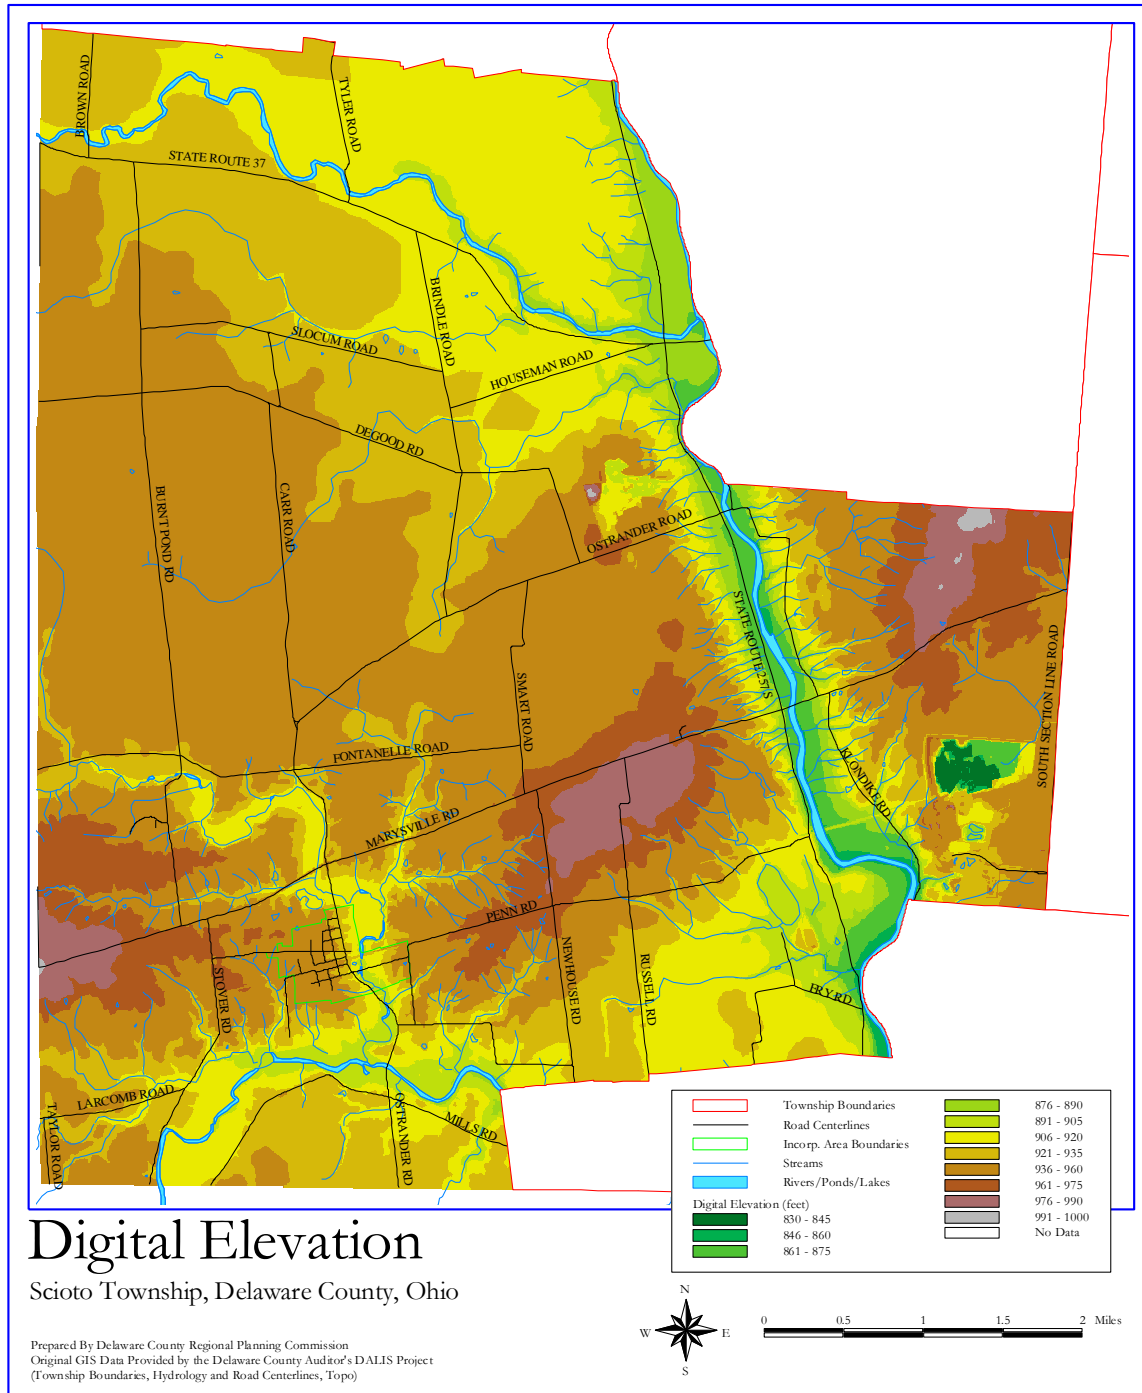 BROWN ROAD
TYLER ROAD
STATE ROUTE 37
BRINDLE ROAD
SLOCUM ROAD
HOUSEMAN ROAD
DEGOOD RD
BURNT POND RD
CARR ROAD
OSTRANDER ROAD
STATE ROUTE 257 S
SMART ROAD
SOUTH SECTION LINE ROAD
FONTANELLE ROAD
KLONDIKE RD
MARYSVILLE RD
PENN RD
STOVER RD
NEWHOUSE RD
RUSSELL RD
FRY RD
LARCOMB ROAD
TAYLOR ROAD
OSTRANDER RD
MILLS RD
Township Boundaries
Road Centerlines
Incorp. Area Boundaries
Streams
Rivers/Ponds/Lakes
Digital Elevation (feet)
830 - 845
846 - 860
861 - 875
876 - 890
891 - 905
906 - 920
921 - 935
936 - 960
961 - 975
976 - 990
991 - 1000
No Data
Digital Elevation
Scioto Township, Delaware County, Ohio
Prepared By Delaware County Regional Planning Commission
Original GIS Data Provided by the Delaware County Auditor's DALIS Project
(Township Boundaries, Hydrology and Road Centerlines, Topo)
N
W E
S
0 0.5 1 1.5 2 Miles